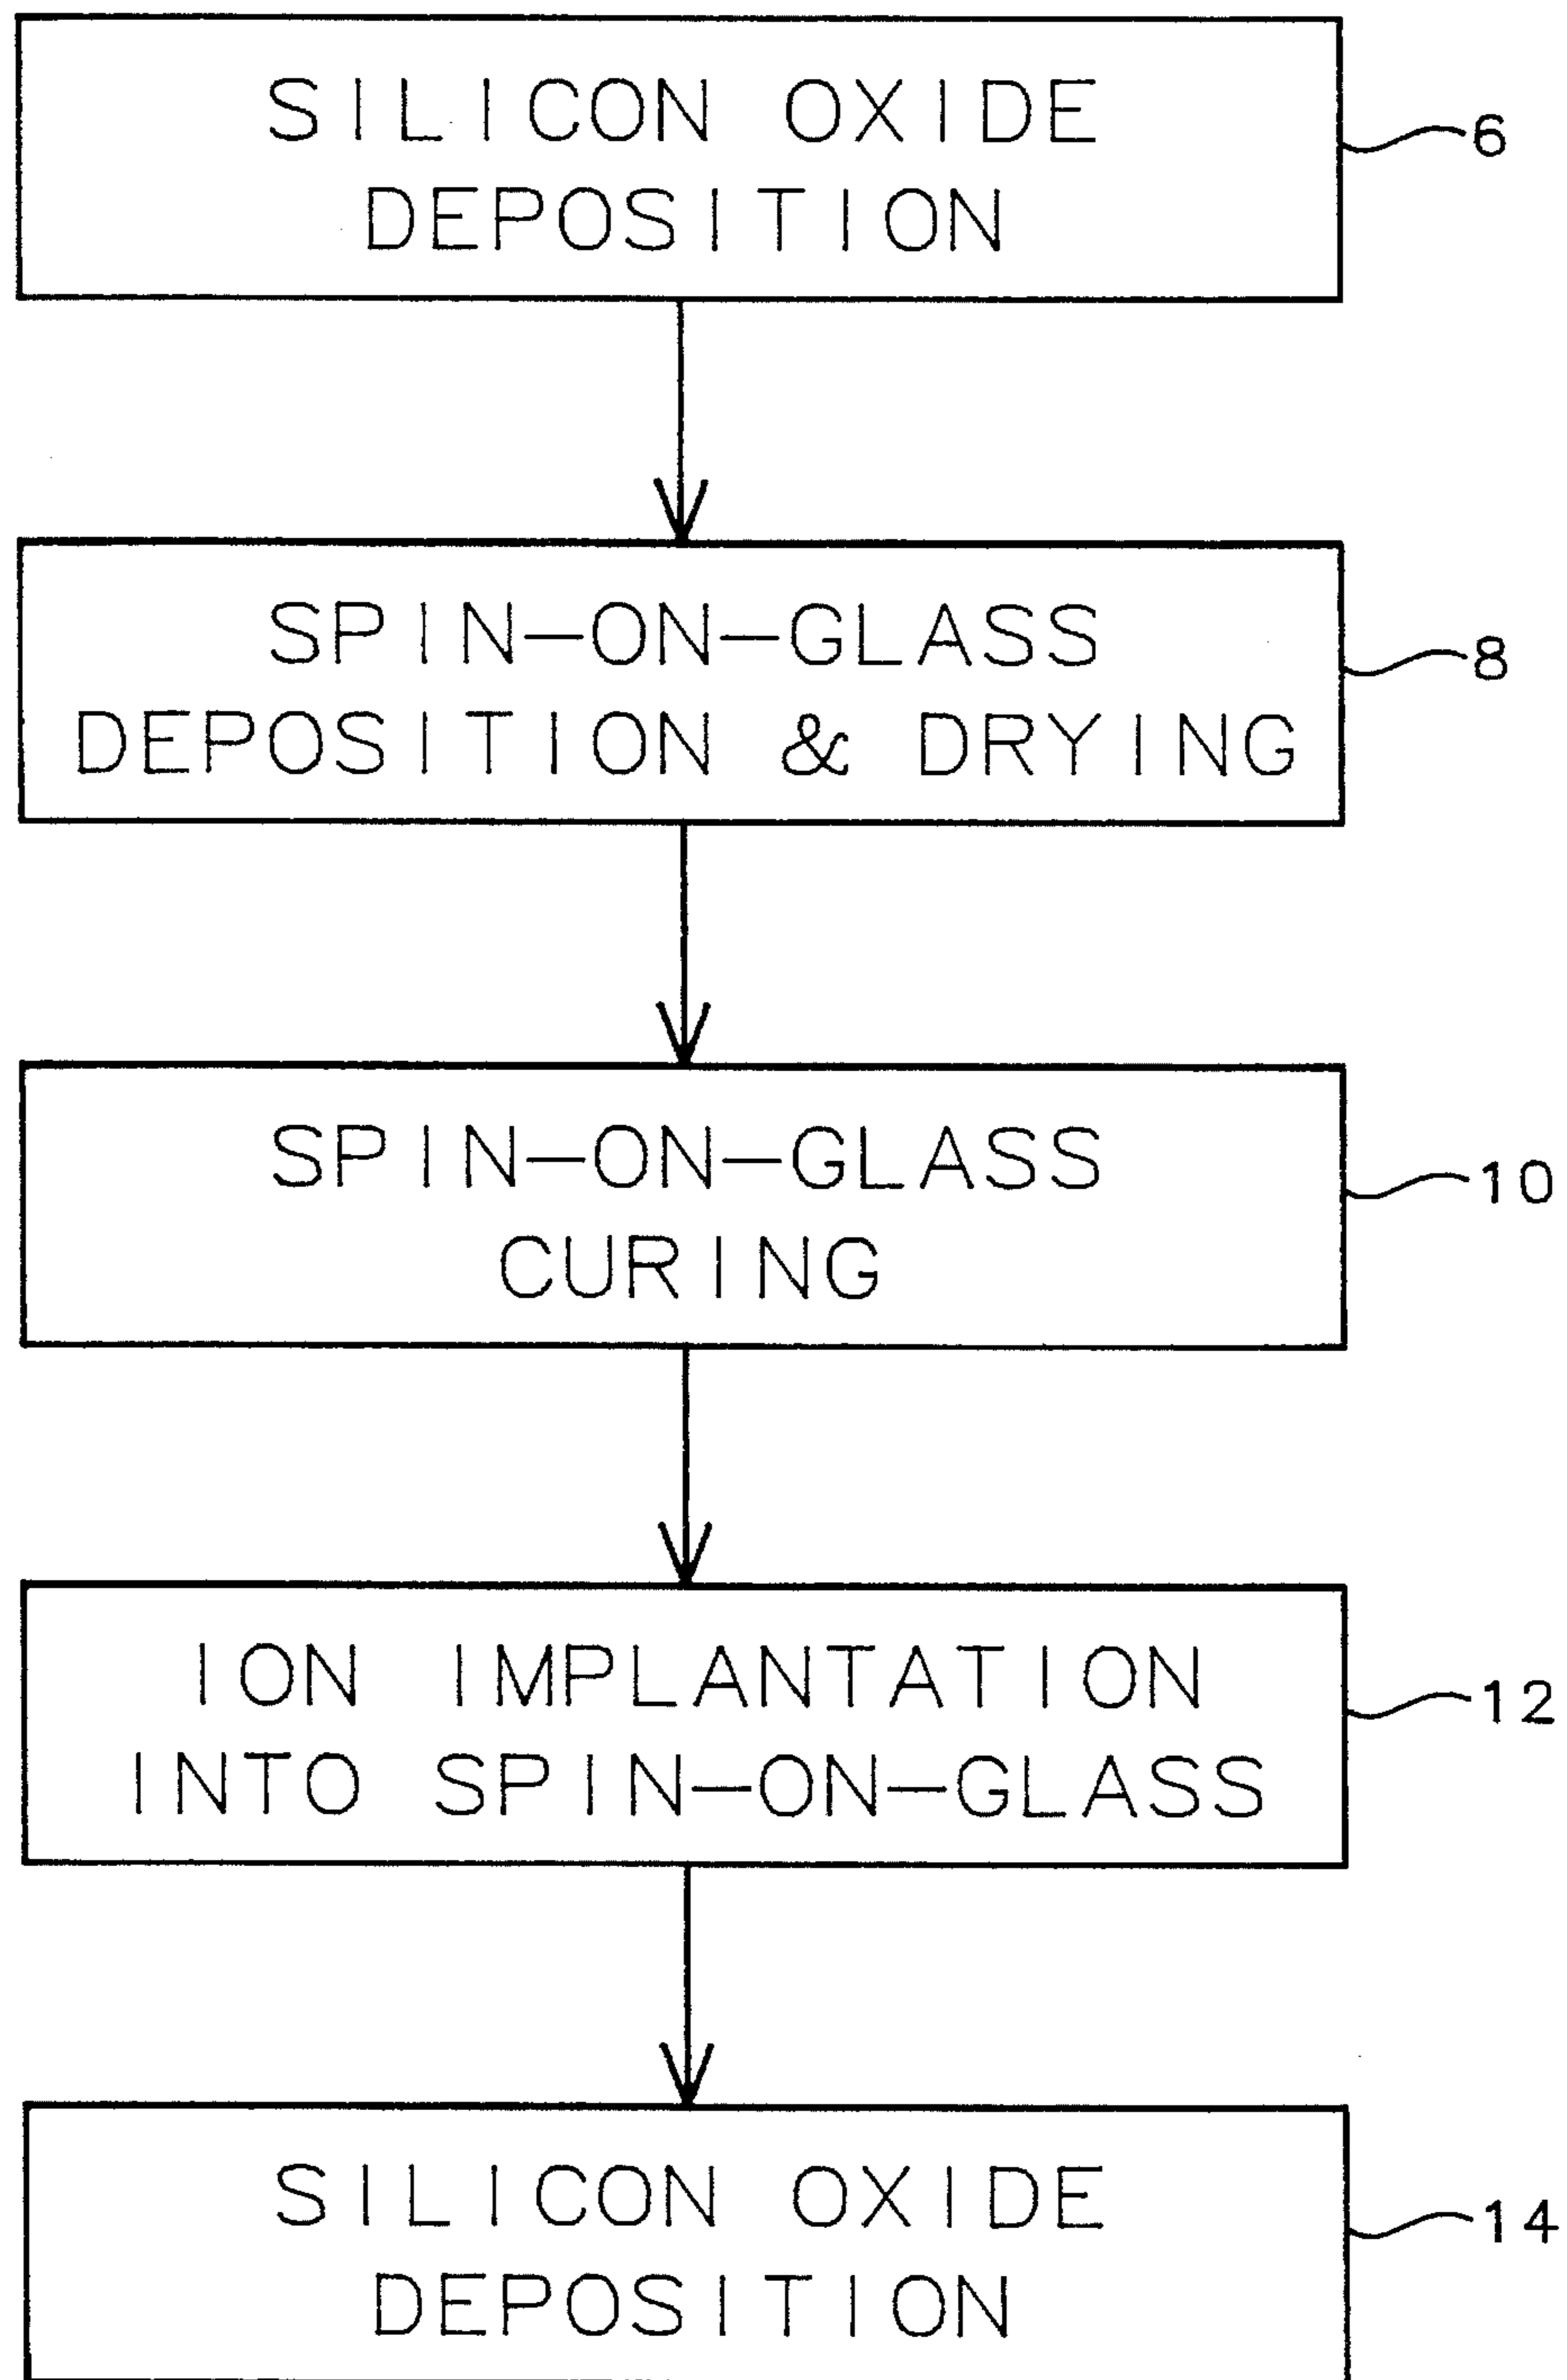 SILICON OXIDE
DEPOSITION
6
SPIN-ON-GLASS
DEPOSITION & DRYING
8
SPIN-ON-GLASS
CURING
10
ION IMPLANTATION
INTO SPIN-ON-GLASS
12
SILICON OXIDE
DEPOSITION
14